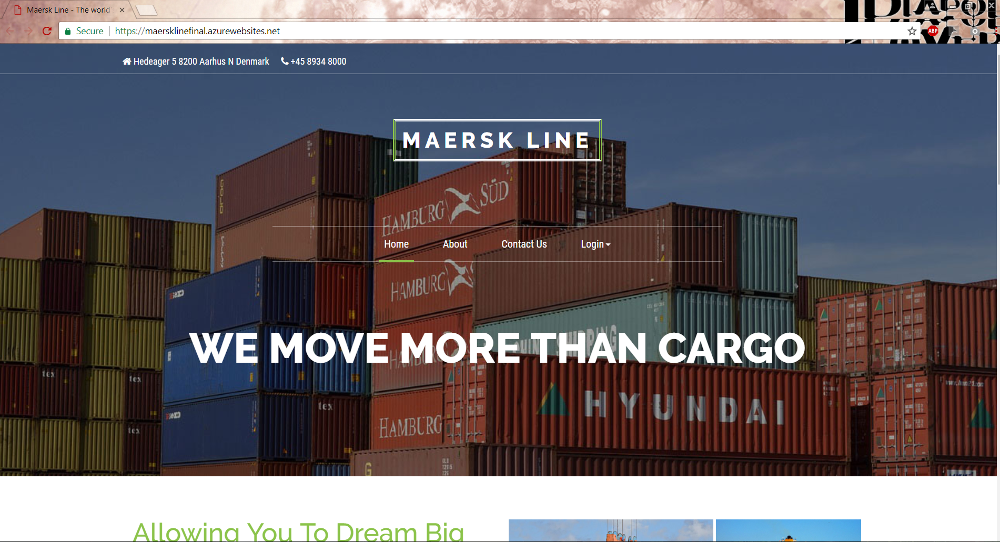 Maersk Line - The world'
Secure https://maersklinefinal.azurewebsites.net
ABP
Hedeager 5 8200 Aarhus N Denmark +45 8934 8000
MAERSK LINE
HAMBURG SÜD
Home About Contact Us Login
HAMBURG S
WE MOVE MORE THAN CARGO
SHIPPING
HAMBURG
tex
tex
HYUNDAI
tex
HAMBURG
tex
G
Allowing You To Dream Big